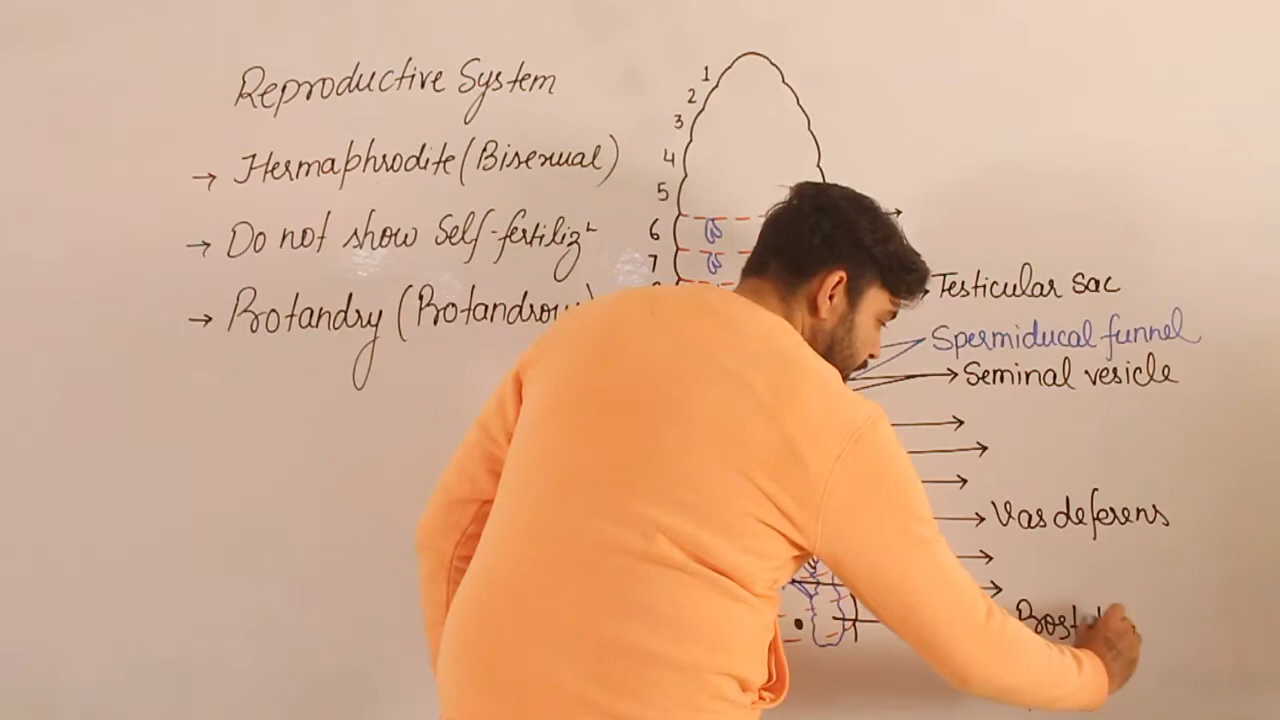 Reproductive System
→ Hermaphrodite (Bisexual)
→ Do not show Self-fertiliz^n
→ Protandry (Protandrou
1
2
3
4
5
6
7
Testicular sac
Spermiducal funnel
Seminal vesicle
Vas deferens
Prost